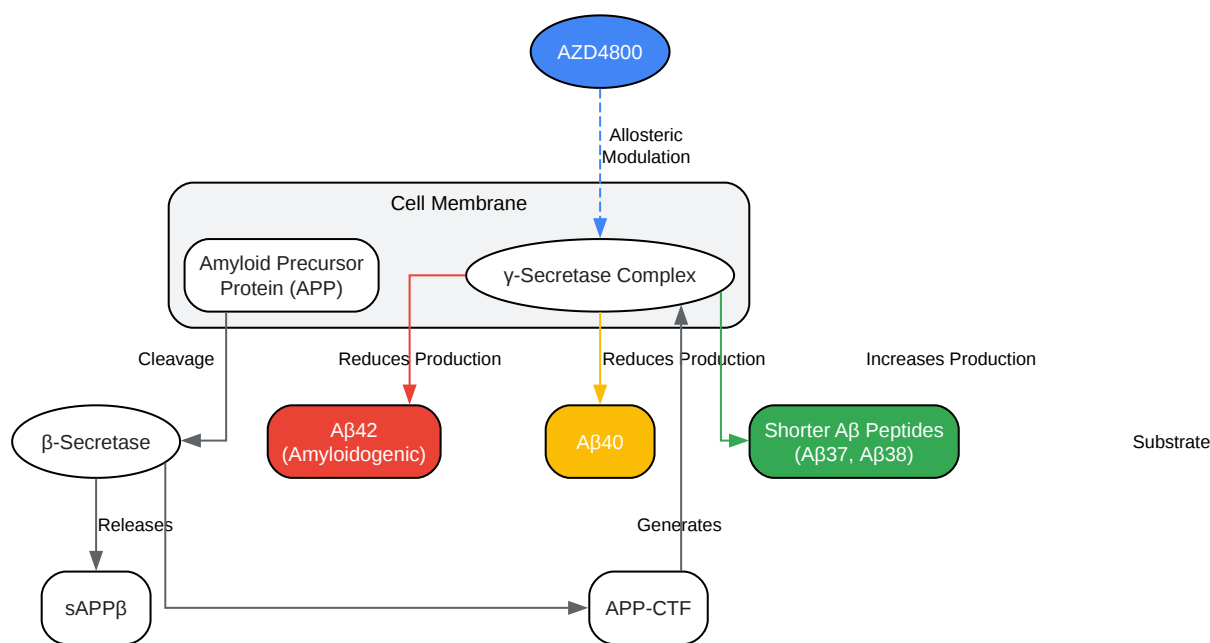 AZD4800
Allosteric
Modulation
Cell Membrane
Amyloid Precursor
Protein (APP)
γ-Secretase Complex
Cleavage
Reduces Production
Reduces Production
Increases Production
β-Secretase
Aβ42
(Amyloidogenic)
Aβ40
Shorter Aβ Peptides
(Aβ37, Aβ38)
Substrate
Releases
Generates
sAPPβ
APP-CTF